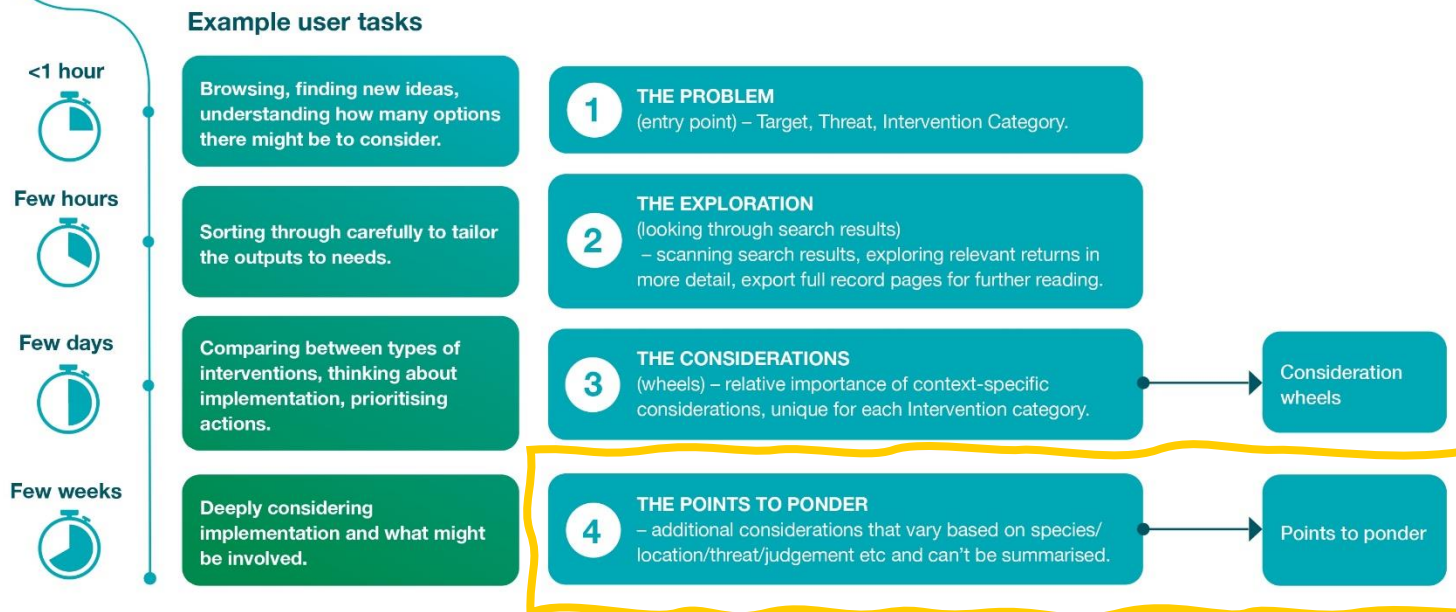 Example user tasks
<1 hour
Browsing, finding new ideas,
understanding how many options
there might be to consider.
1
THE PROBLEM
(entry point) – Target, Threat, Intervention Category.
Few hours
Sorting through carefully to tailor
the outputs to needs.
2
THE EXPLORATION
(looking through search results)
– scanning search results, exploring relevant returns in
more detail, export full record pages for further reading.
Few days
Comparing between types of
interventions, thinking about
implementation, prioritising
actions.
3
THE CONSIDERATIONS
(wheels) – relative importance of context-specific
considerations, unique for each Intervention category.
Consideration
wheels
Few weeks
Deeply considering
implementation and what might
be involved.
4
THE POINTS TO PONDER
– additional considerations that vary based on species/
location/threat/judgement etc and can’t be summarised.
Points to ponder